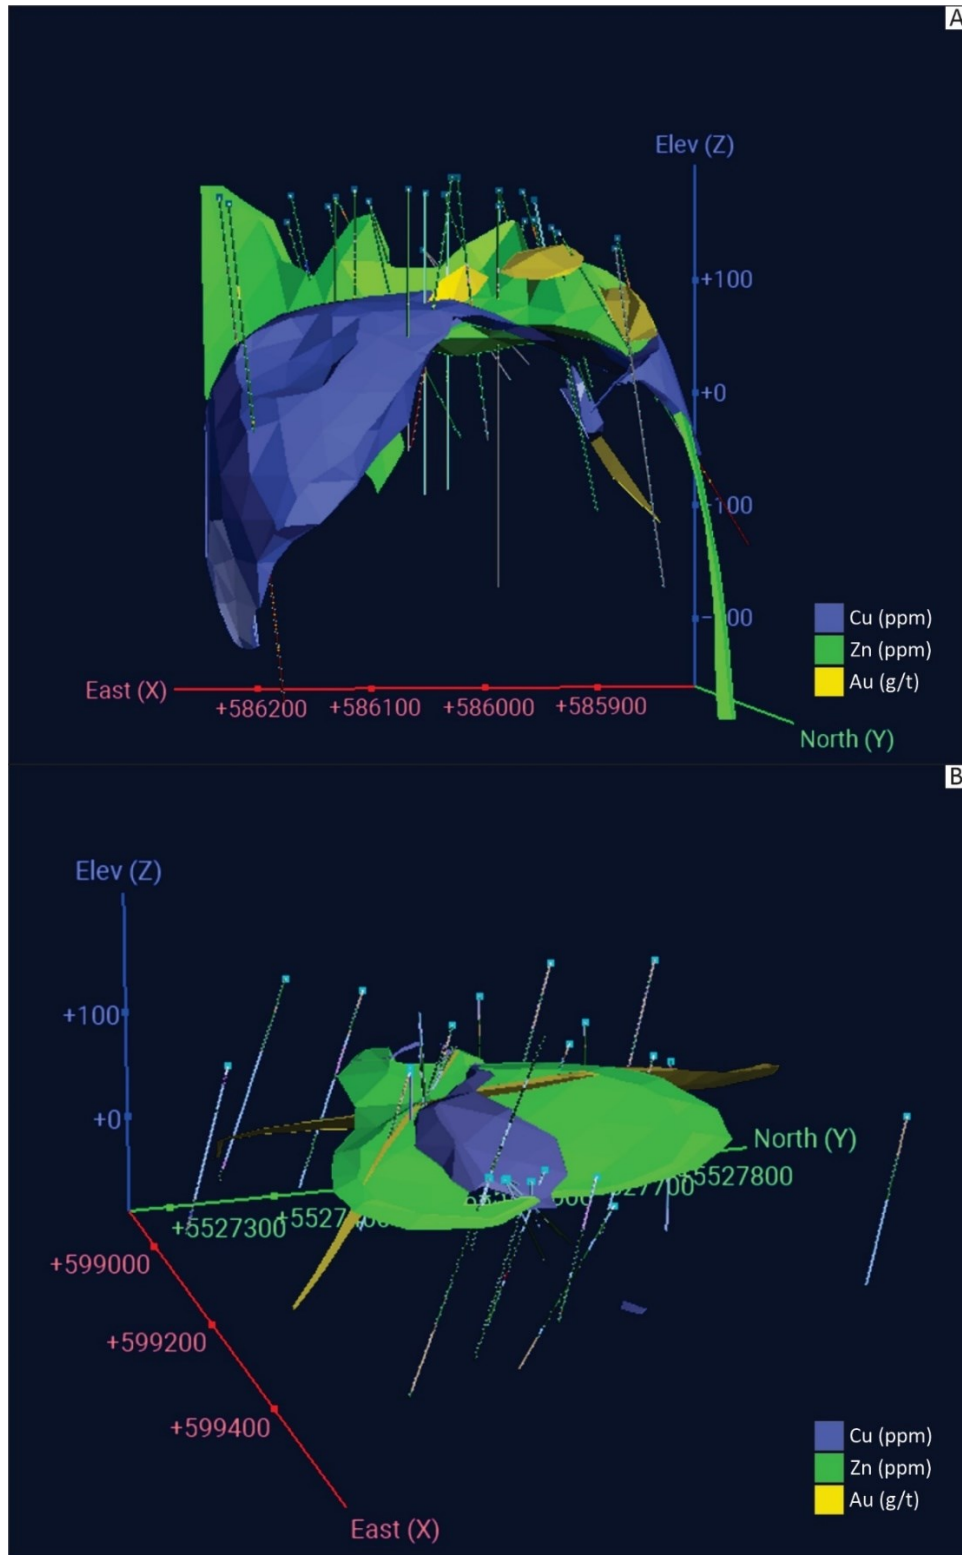 A
Elev (Z)
+100
+0
-100
East (X)
+586200
+586100
+586000
+585900
North (Y)
Cu (ppm)
Zn (ppm)
Au (g/t)
B
Elev (Z)
+100
+0
North (Y)
+5527300
+5527800
+599000
+599200
+599400
East (X)
Cu (ppm)
Zn (ppm)
Au (g/t)